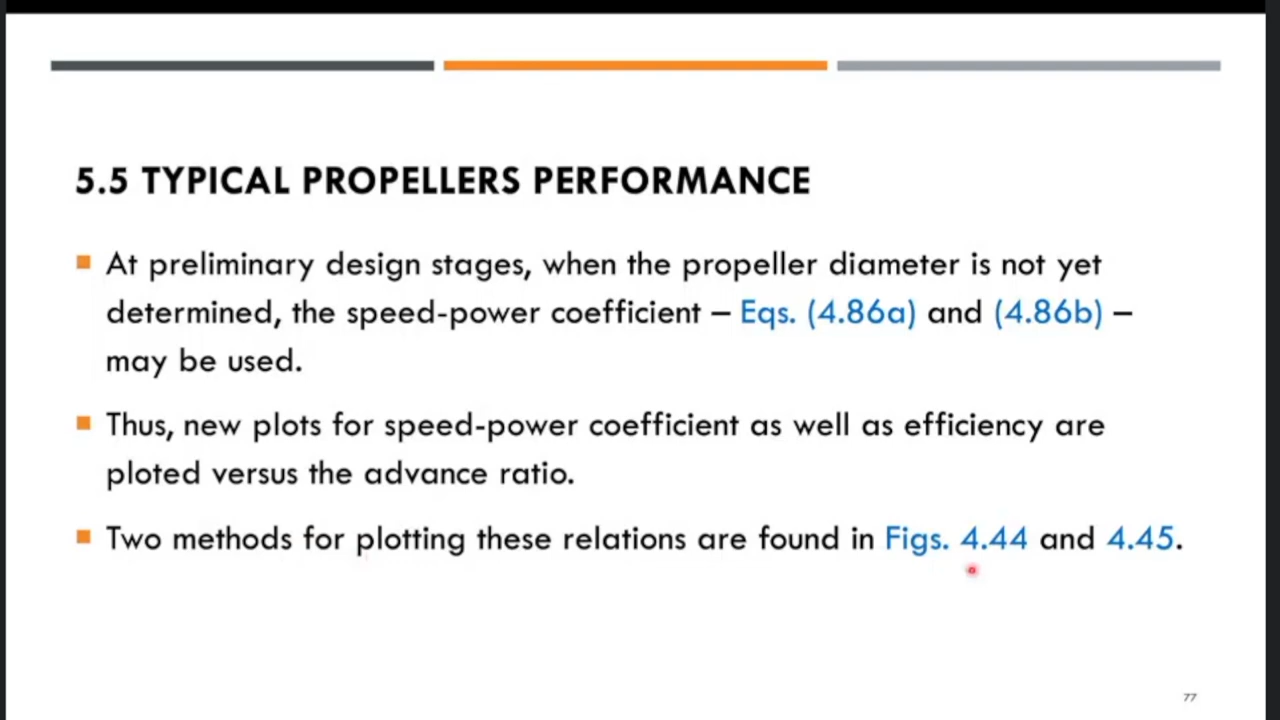 5.5 TYPICAL PROPELLERS PERFORMANCE
At preliminary design stages, when the propeller diameter is not yet
determined, the speed-power coefficient – Eqs. (4.86a) and (4.86b) –
may be used.
Thus, new plots for speed-power coefficient as well as efficiency are
ploted versus the advance ratio.
Two methods for plotting these relations are found in Figs. 4.44 and 4.45.
77